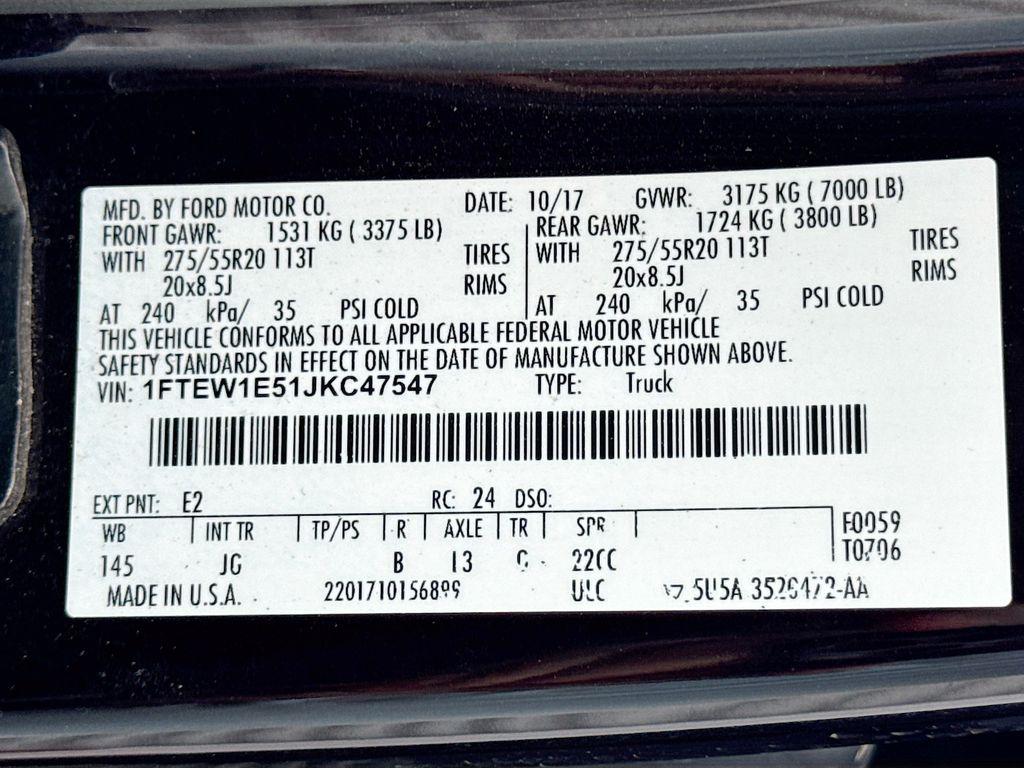 MFD. BY FORD MOTOR CO. DATE: 10/17 GVWR: 3175 KG ( 7000 LB)
FRONT GAWR: 1531 KG ( 3375 LB) REAR GAWR: 1724 KG ( 3800 LB)
WITH 275/55R20 113T TIRES WITH 275/55R20 113T TIRES
20x8.5J RIMS 20x8.5J RIMS
AT 240 kPa/ 35 PSI COLD AT 240 kPa/ 35 PSI COLD
THIS VEHICLE CONFORMS TO ALL APPLICABLE FEDERAL MOTOR VEHICLE
SAFETY STANDARDS IN EFFECT ON THE DATE OF MANUFACTURE SHOWN ABOVE.
VIN: 1FTEW1E51JKC47547 TYPE: Truck
EXT PNT: E2 RC: 24 DSO:
WB INT TR TP/PS R AXLE TR SPR F0059
145 JG B 13 22CC T0706
MADE IN U.S.A. 2201710156899 ULC